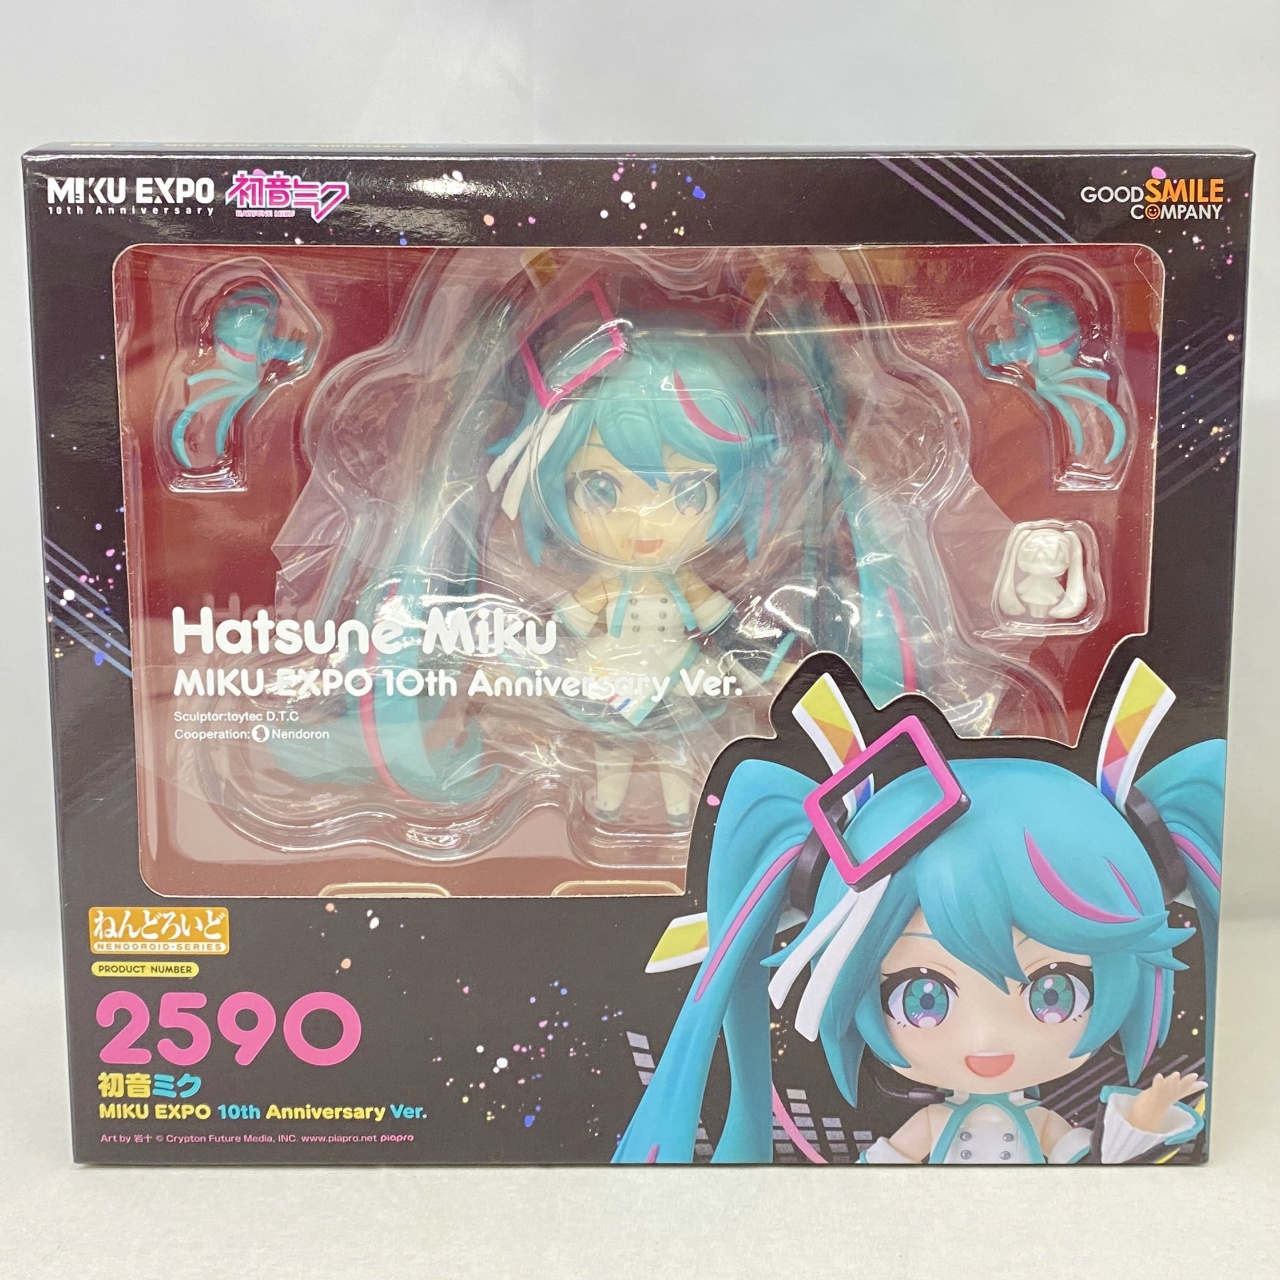 MIKU EXPO
10th Anniversary
初音ミク
HATSUNE MIKU
GOOD SMILE
COMPANY
Hatsune Miku
MIKU EXPO 10th Anniversary Ver.
Sculptor:toytec D.T.C
Cooperation: Nendoron
ねんどろいど
NENDOROID-SERIES
PRODUCT NUMBER
2590
初音ミク
MIKU EXPO 10th Anniversary Ver.
Art by 岩十 © Crypton Future Media, INC. www.piapro.net piapro